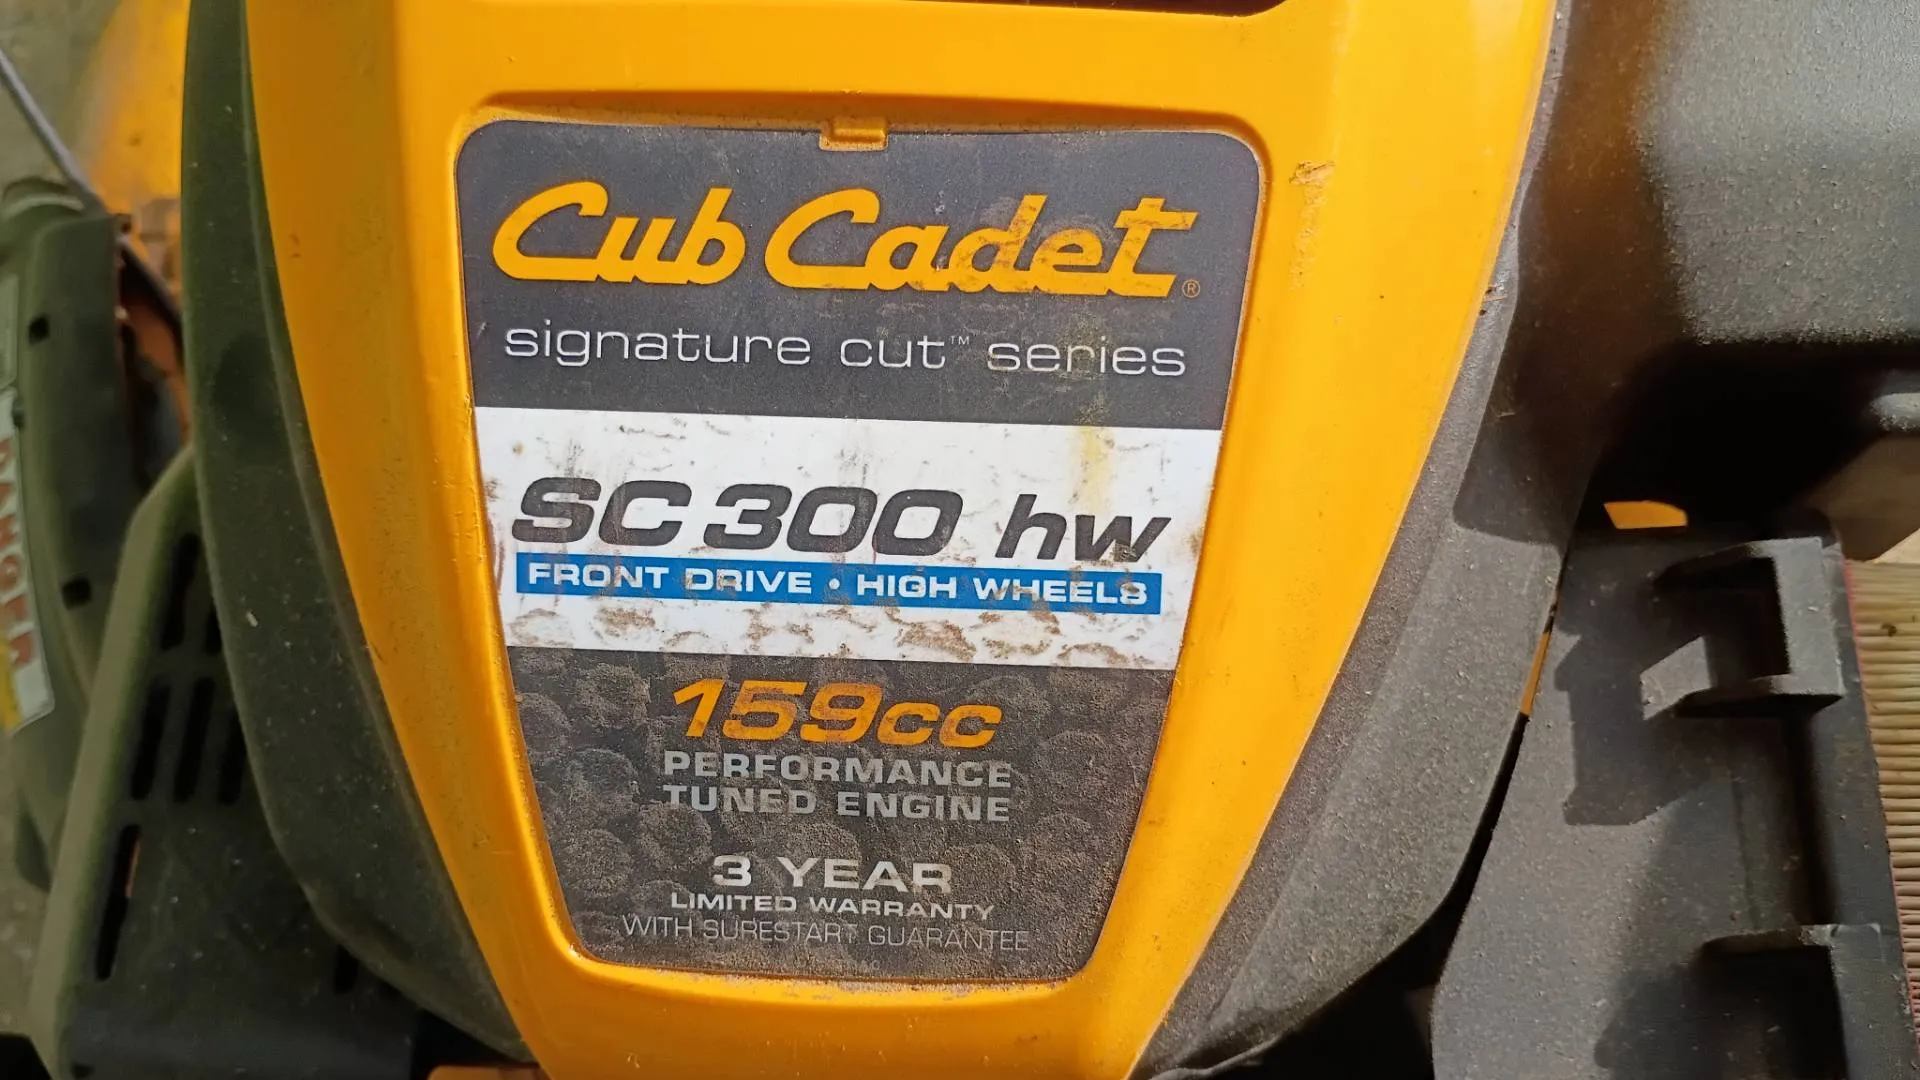 Cub Cadet®
signature cut™ series
SC 300 hw
FRONT DRIVE • HIGH WHEELS
159cc
PERFORMANCE
TUNED ENGINE
3 YEAR
LIMITED WARRANTY
WITH SURESTART GUARANTEE
DANGER